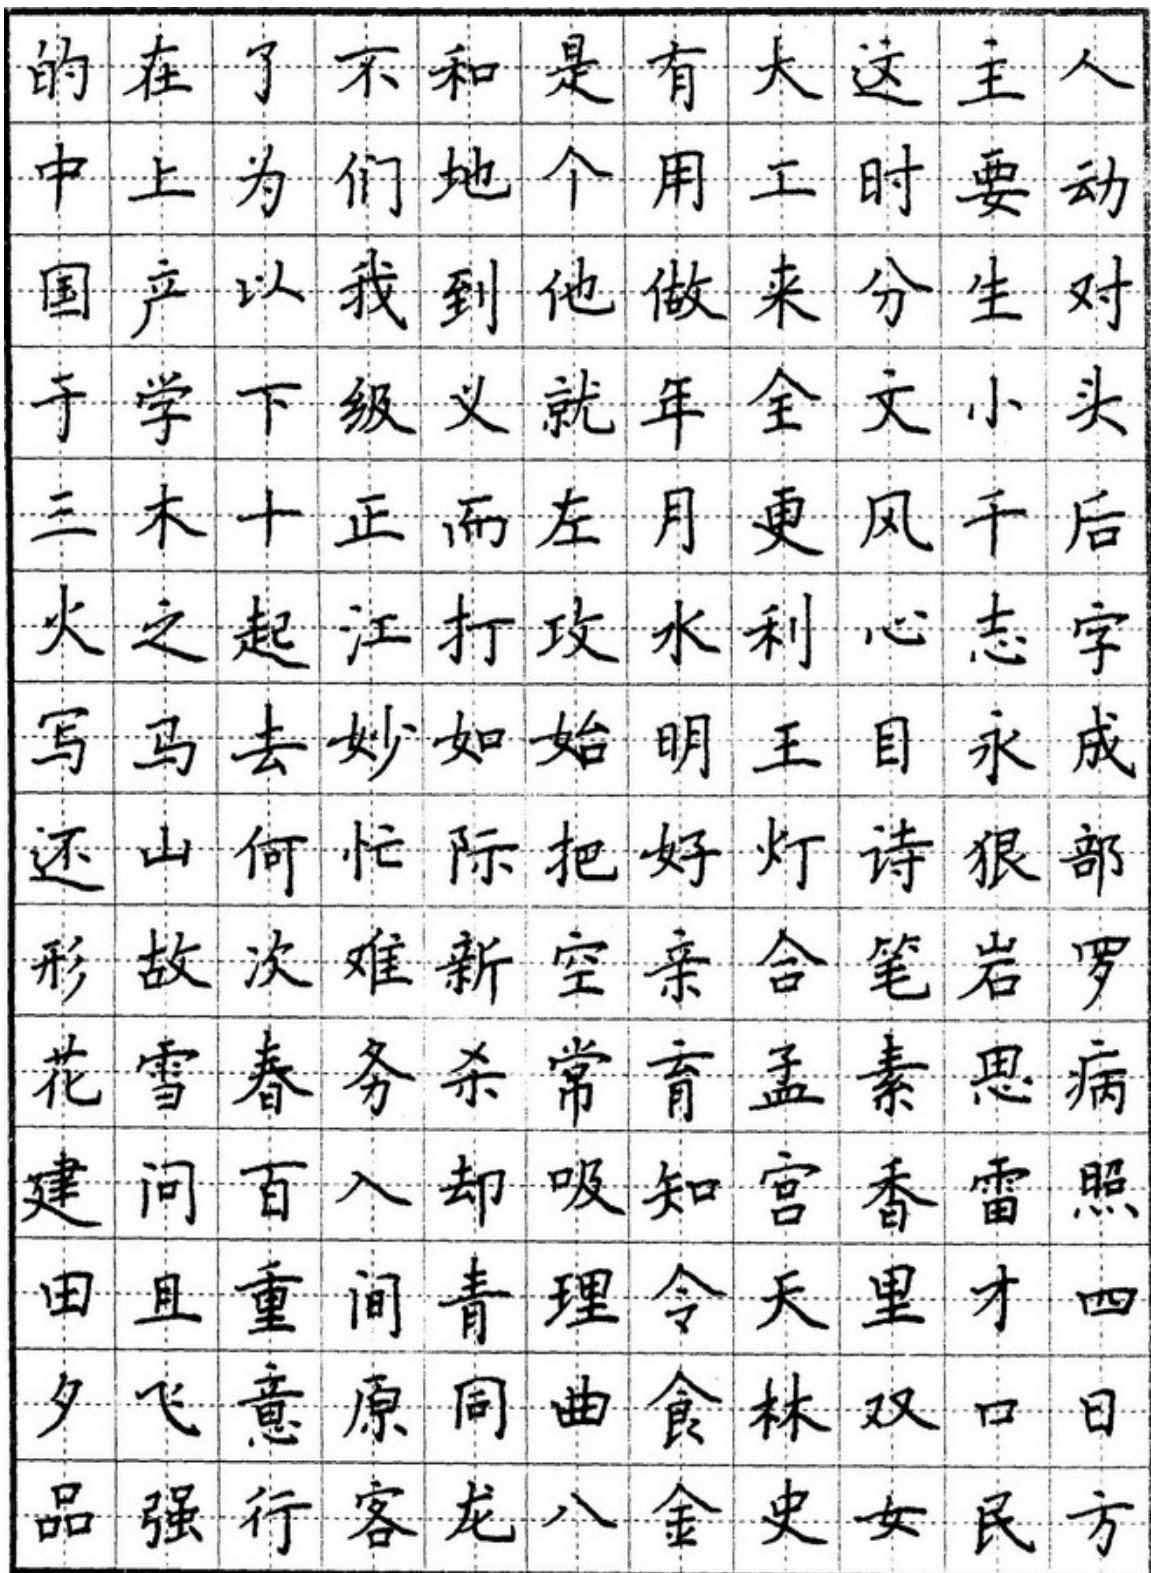 的在了不和是有大这主人
中上为们地个用工时要动
国产以我到他做来分生对
于学下级义就年全文小头
三木十正而左月更风千后
火之起江打攻水利心志字
写马去妙如始明王目永成
还山何忙际把好灯诗狠部
形故次难新空亲合笔岩罗
花雪春务杀常育孟素思病
建问百入却吸知宫香雷照
田且重间青理令天里才四
夕飞意原同曲食林双口日
品强行客龙八金史女民方